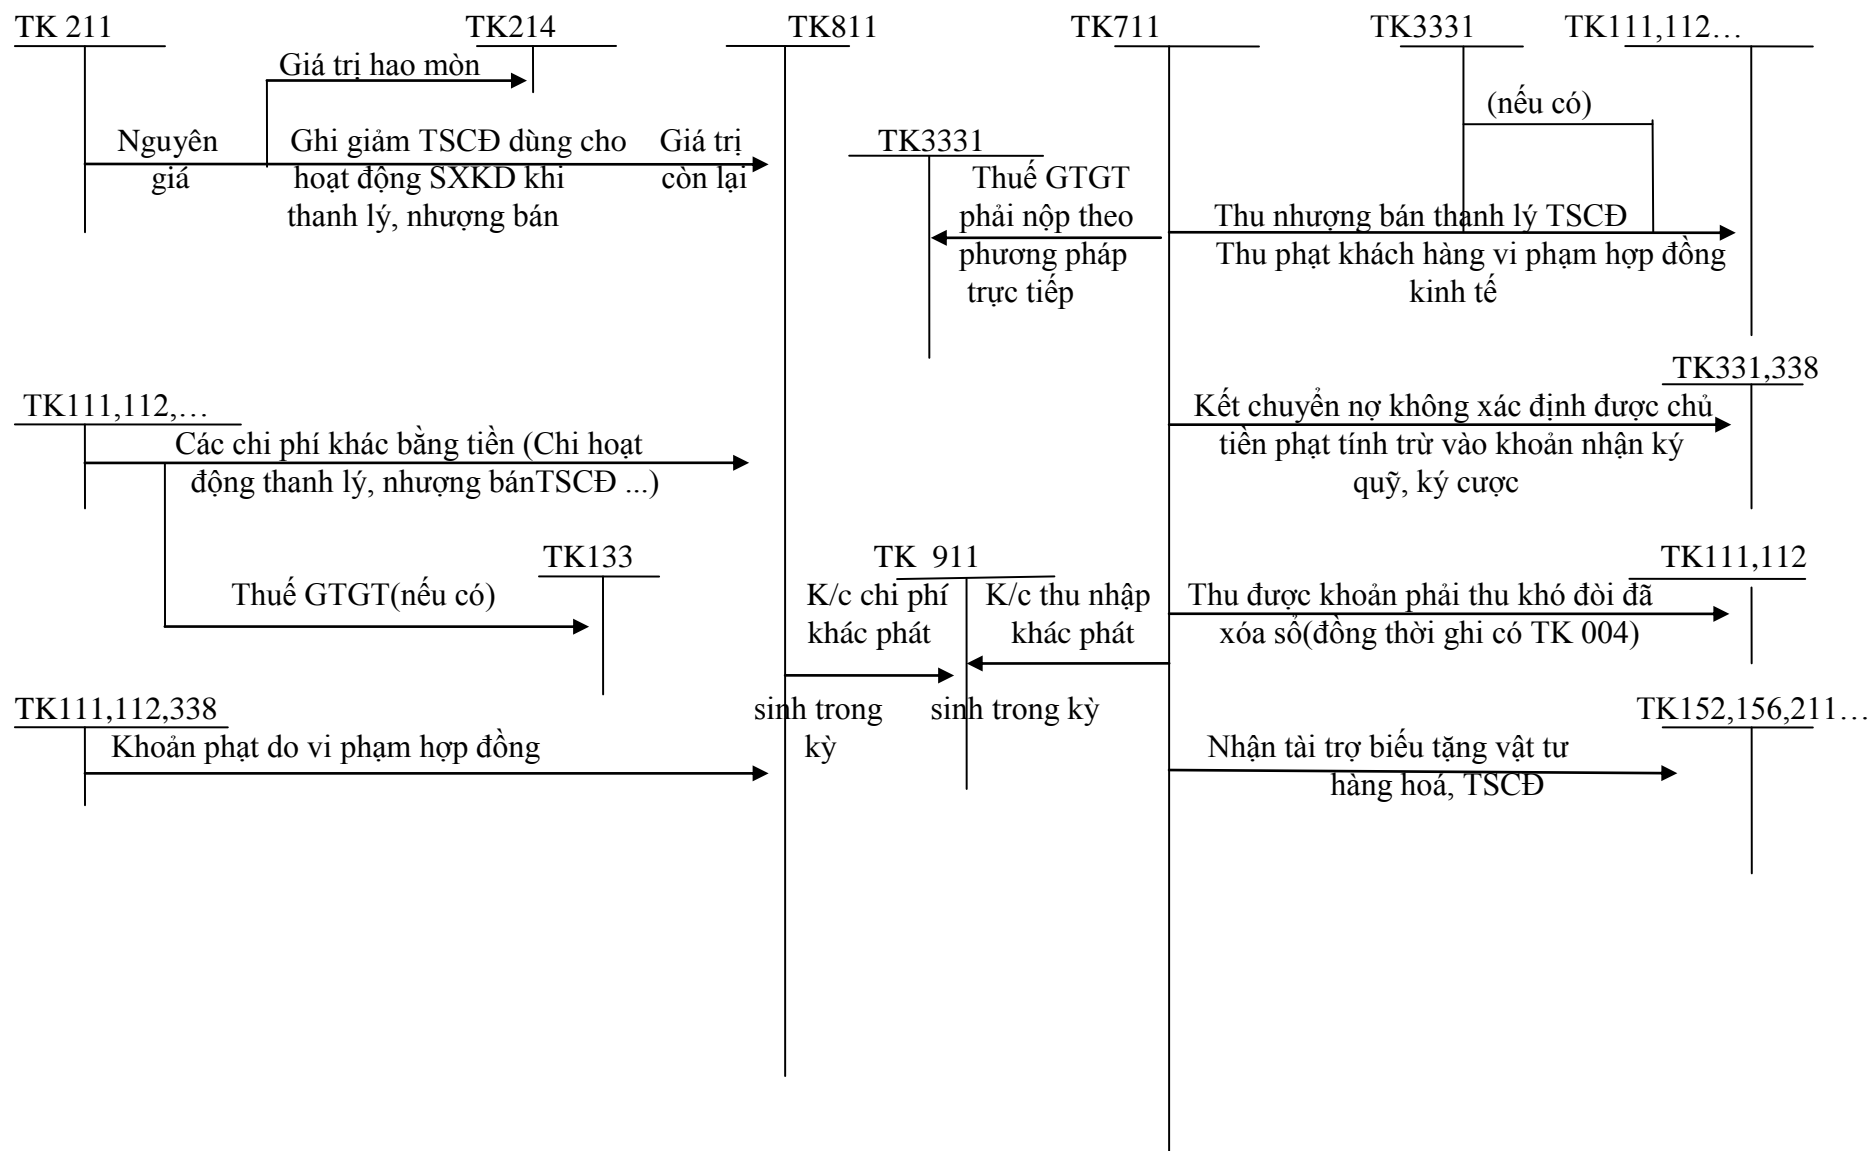 TK 211
TK214
TK811
TK711
TK3331
TK111,112…
Giá trị hao mòn
(nếu có)
Nguyên
giá
Ghi giảm TSCĐ dùng cho
hoạt động SXKD khi
thanh lý, nhượng bán
Giá trị
còn lại
TK3331
Thuế GTGT
phải nộp theo
phương pháp
trực tiếp
Thu nhượng bán thanh lý TSCĐ
Thu phạt khách hàng vi phạm hợp đồng
kinh tế
TK331,338
TK111,112,…
Kết chuyển nợ không xác định được chủ
tiền phạt tính trừ vào khoản nhận ký
quỹ, ký cược
Các chi phí khác bằng tiền (Chi hoạt
động thanh lý, nhượng bánTSCĐ ...)
TK133
TK 911
TK111,112
Thuế GTGT(nếu có)
K/c chi phí
khác phát
sinh trong
kỳ
K/c thu nhập
khác phát
sinh trong kỳ
Thu được khoản phải thu khó đòi đã
xóa sổ(đồng thời ghi có TK 004)
TK111,112,338
TK152,156,211…
Khoản phạt do vi phạm hợp đồng
Nhận tài trợ biếu tặng vật tư
hàng hoá, TSCĐ